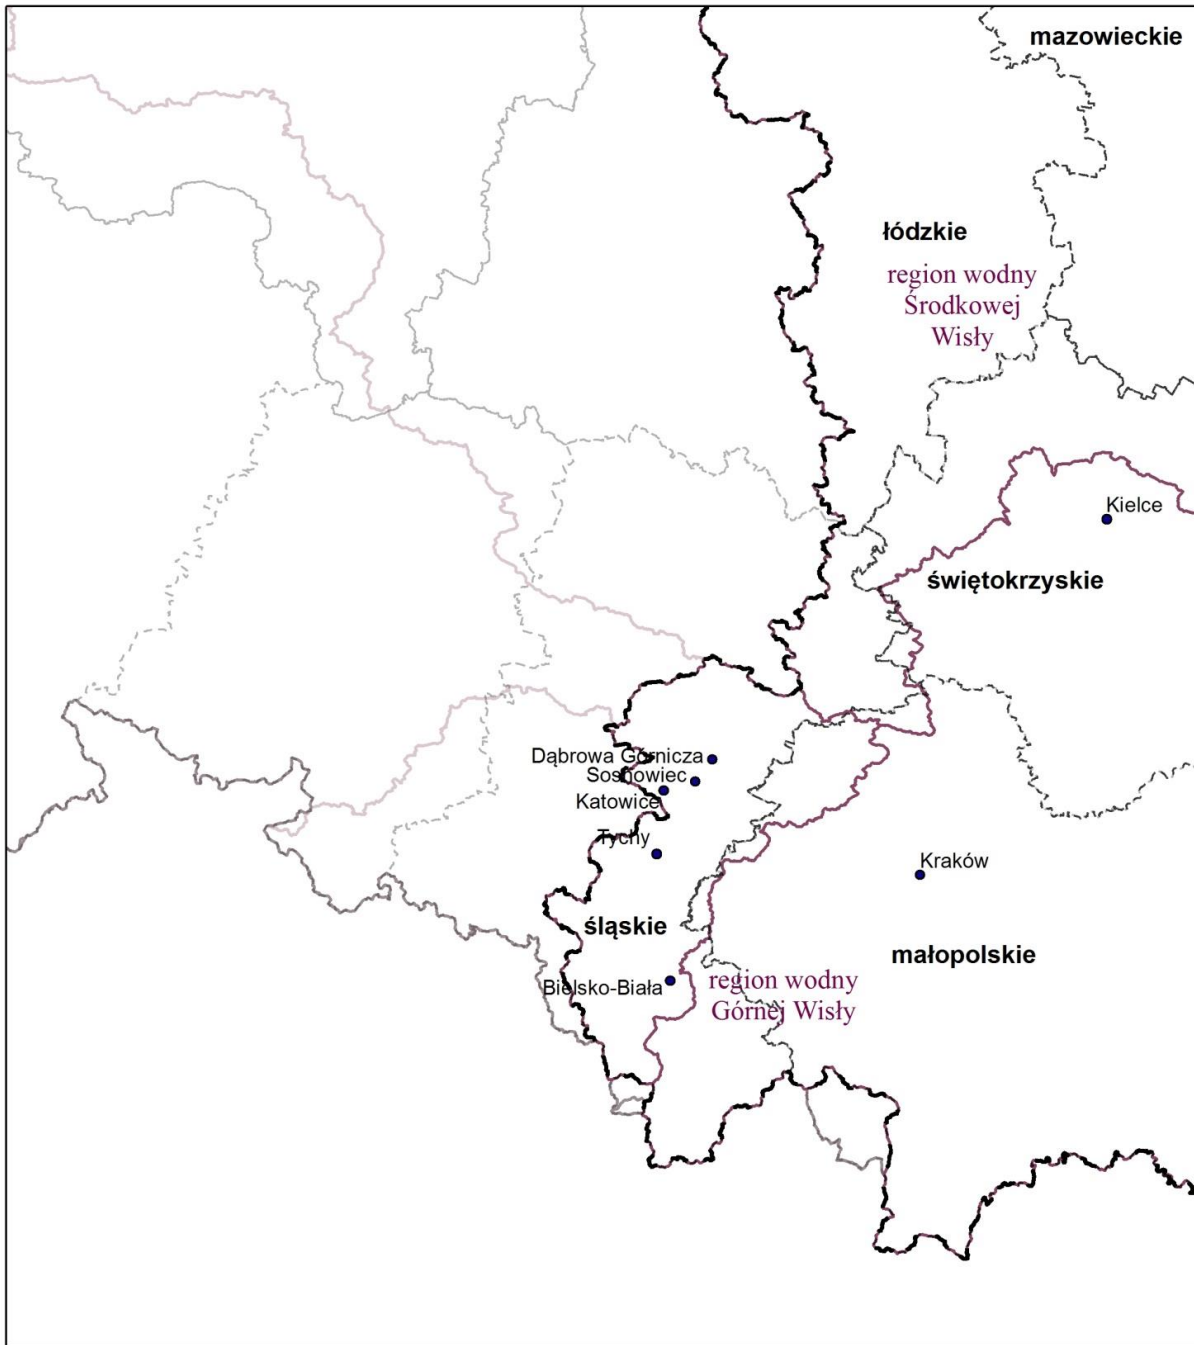 mazowieckie
łódzkie
region wodny
Środkowej
Wisły
Kielce
świętokrzyskie
Dąbrowa Górnicza
Sosnowiec
Katowice
Tychy
Kraków
śląskie
małopolskie
Bielsko-Biała
region wodny
Górnej Wisły